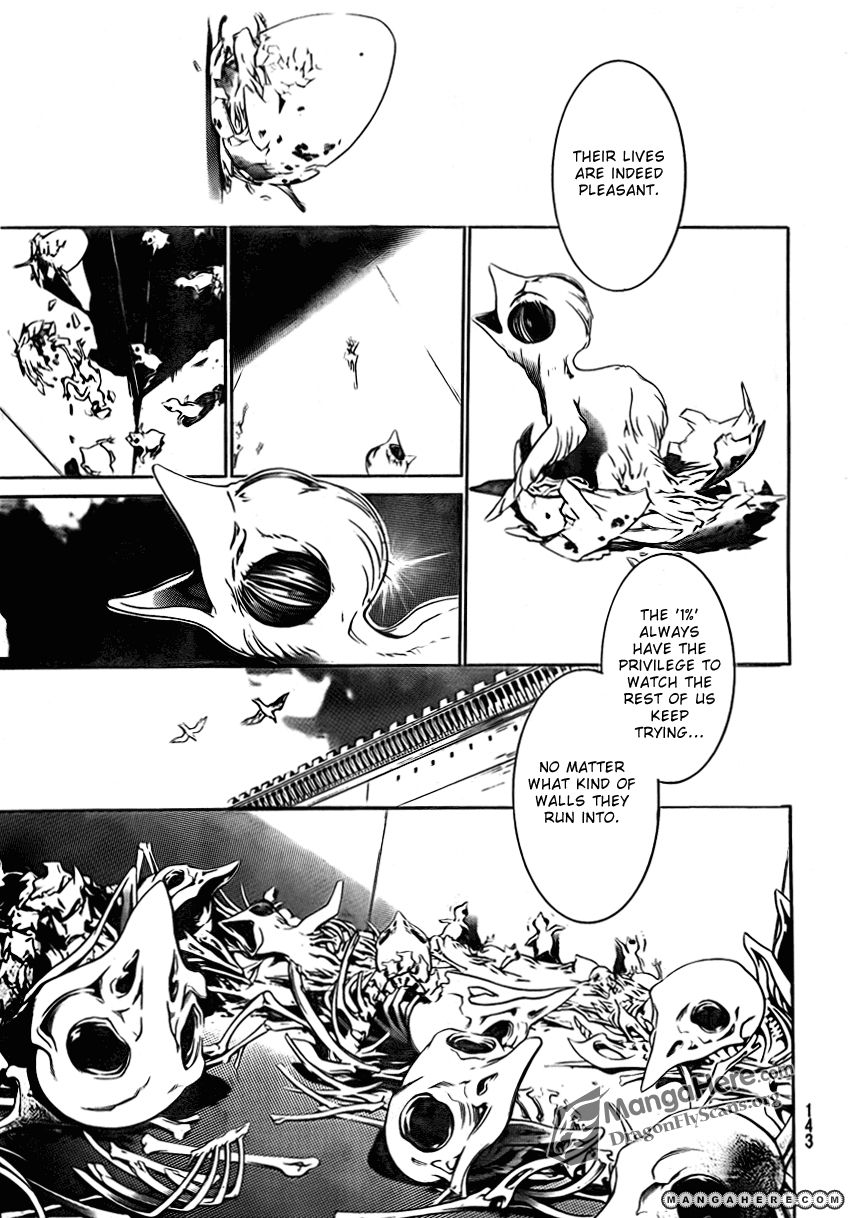 THEIR LIVES
ARE INDEED
PLEASANT.
THE '1%'
ALWAYS
HAVE THE
PRIVILEGE TO
WATCH THE
REST OF US
KEEP
TRYING...
NO MATTER
WHAT KIND OF
WALLS THEY
RUN INTO.
MangaHere.com
DragonFlyScans.org
143
MANGAHERE.COM